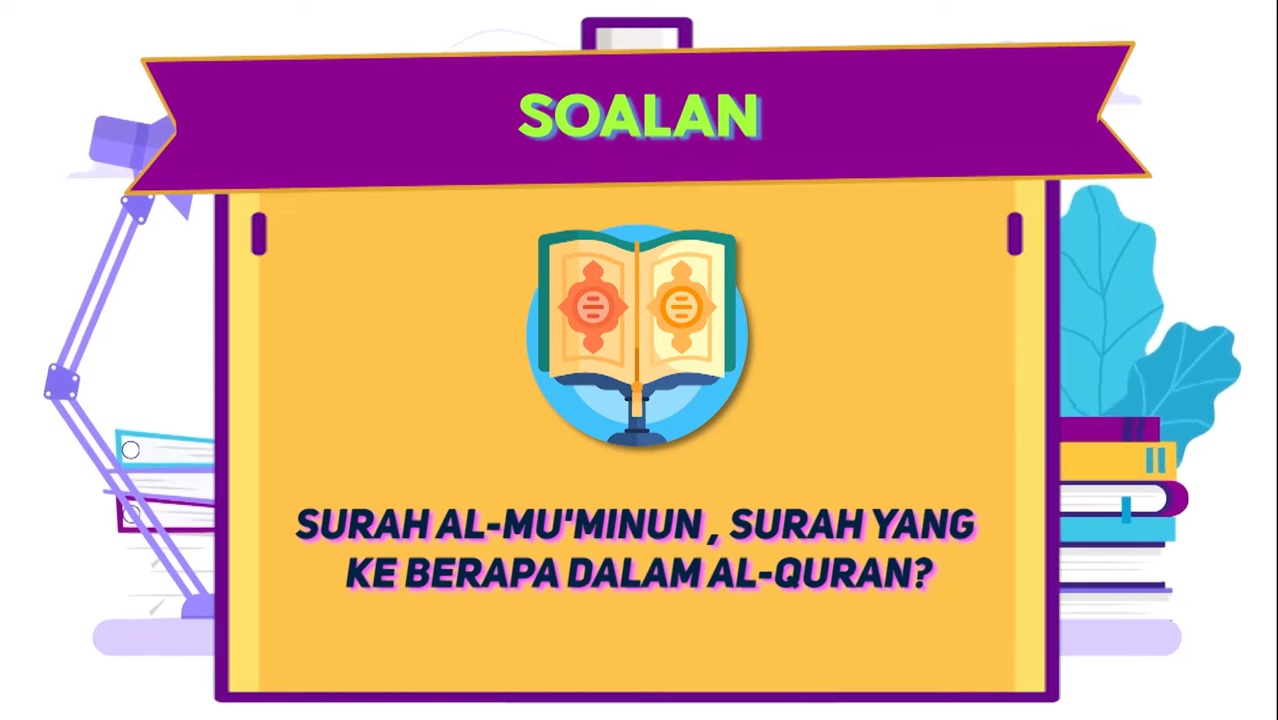 SOALAN
SURAH AL-MU'MINUN , SURAH YANG
KE BERAPA DALAM AL-QURAN?